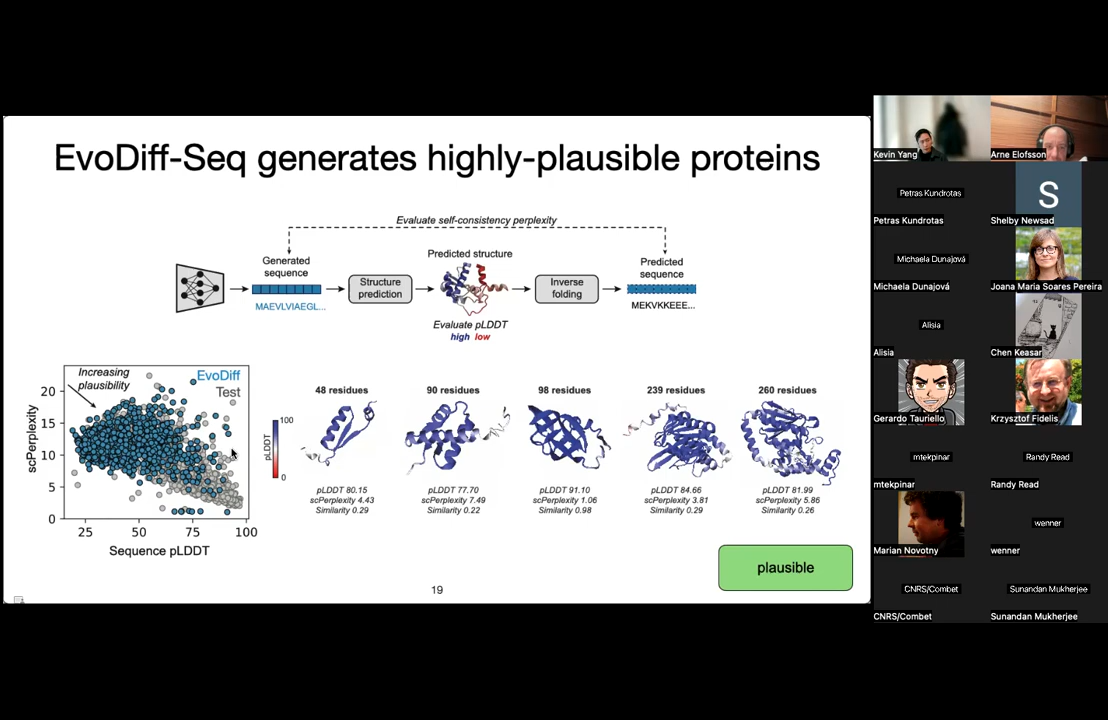 EvoDiff-Seq generates highly-plausible proteins
Evaluate self-consistency perplexity
Generated
sequence
MAEVLVIAEGL...
Structure
prediction
Predicted structure
Evaluate pLDDT
high low
Inverse
folding
Predicted
sequence
MEKVKKEEE...
Increasing
plausibility
EvoDiff
Test
scPerplexity
20
15
10
5
0
25 50 75 100
Sequence pLDDT
pLDDT
100
0
48 residues
pLDDT 80.15
scPerplexity 4.43
Similarity 0.29
90 residues
pLDDT 77.70
scPerplexity 7.49
Similarity 0.22
98 residues
pLDDT 91.10
scPerplexity 1.06
Similarity 0.98
239 residues
pLDDT 84.66
scPerplexity 3.81
Similarity 0.29
260 residues
pLDDT 81.99
scPerplexity 5.86
Similarity 0.26
plausible
19
Kevin Yang
Arne Elofsson
Petras Kundrotas
Petras Kundrotas
S
Shelby Newsad
Michaela Dunajová
Michaela Dunajová
Joana Maria Soares Pereira
Alisia
Alisia
Chen Keasar
Gerardo Tauriello
Krzysztof Fidelis
mtekpinar
mtekpinar
Randy Read
Randy Read
Marian Novotny
wenner
wenner
CNRS/Combet
CNRS/Combet
Sunandan Mukherjee
Sunandan Mukherjee